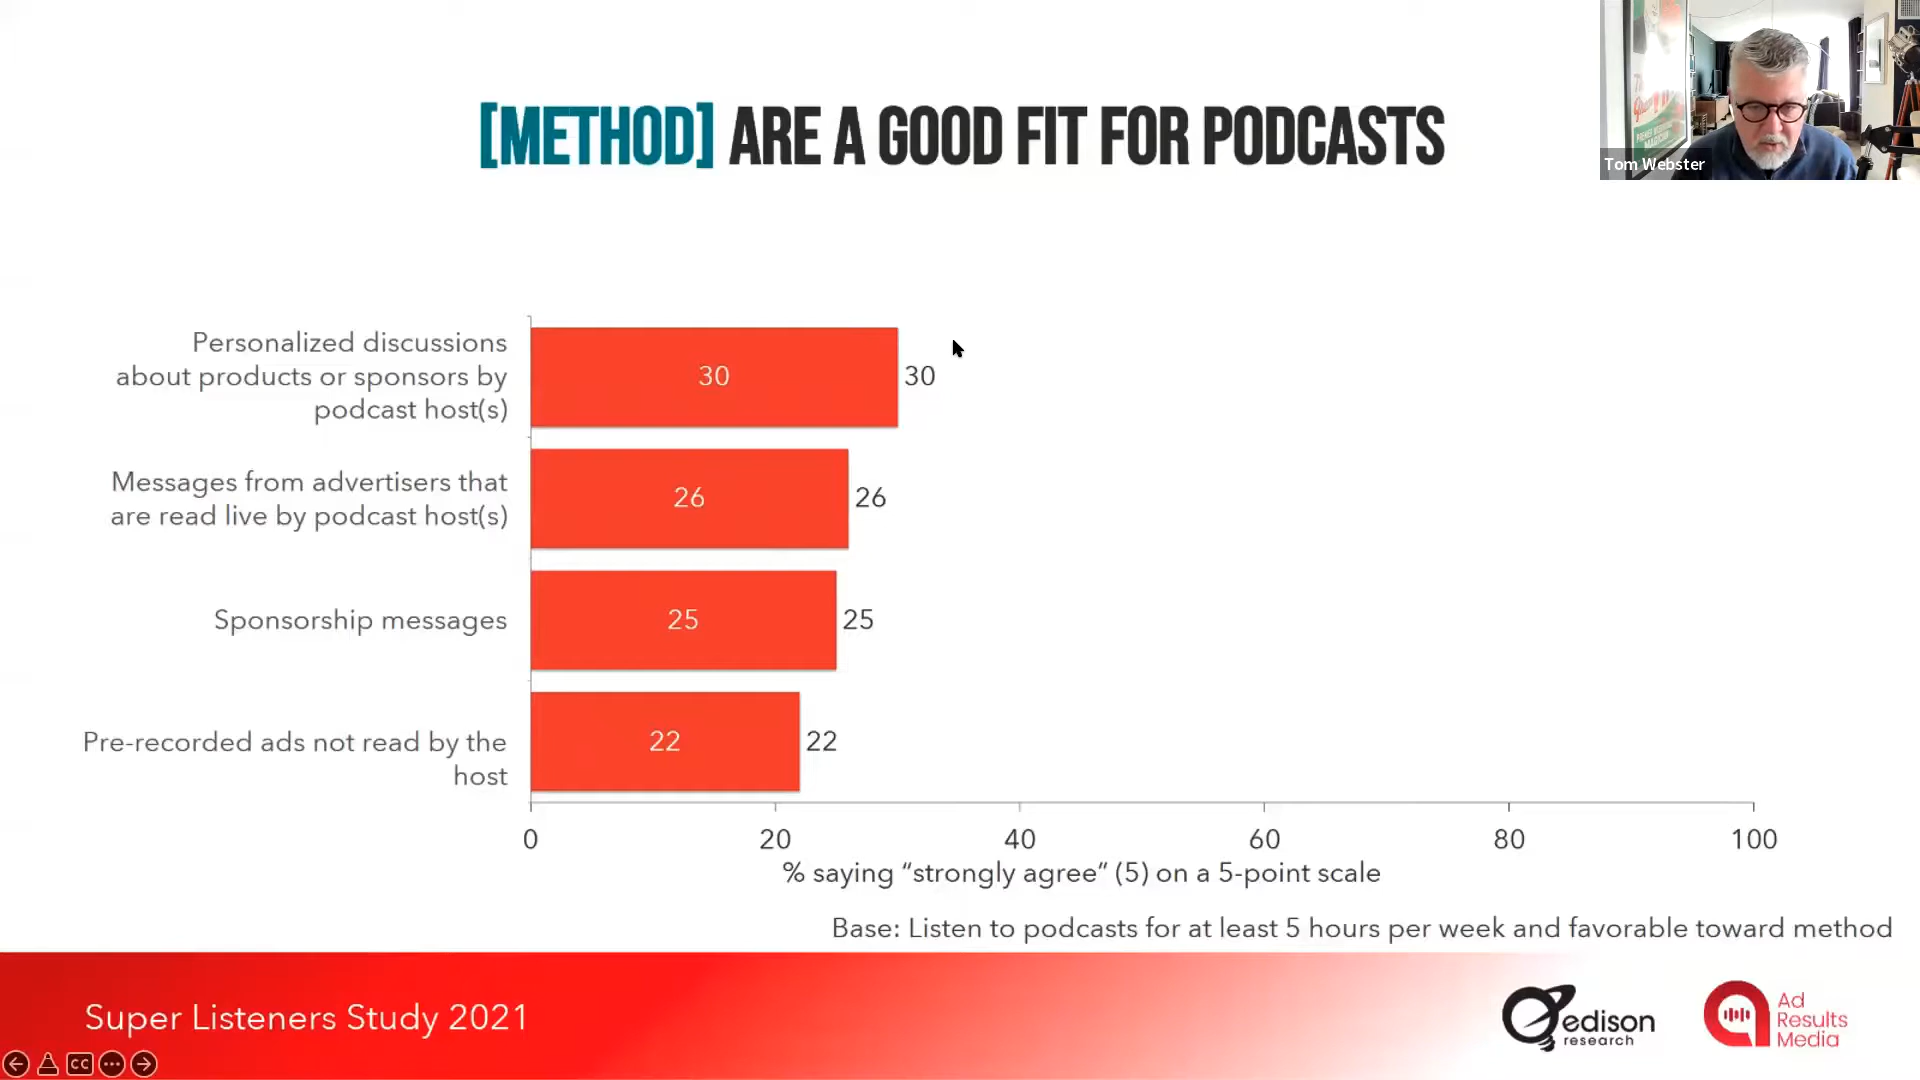 [METHOD] ARE A GOOD FIT FOR PODCASTS
Tom Webster
Personalized discussions
about products or sponsors by
podcast host(s)
30
30
Messages from advertisers that
are read live by podcast host(s)
26
26
Sponsorship messages
25
25
Pre-recorded ads not read by the
host
22
22
0 20 40 60 80 100
% saying “strongly agree” (5) on a 5-point scale
Base: Listen to podcasts for at least 5 hours per week and favorable toward method
Super Listeners Study 2021
edison
research
Ad
Results
Media
CC